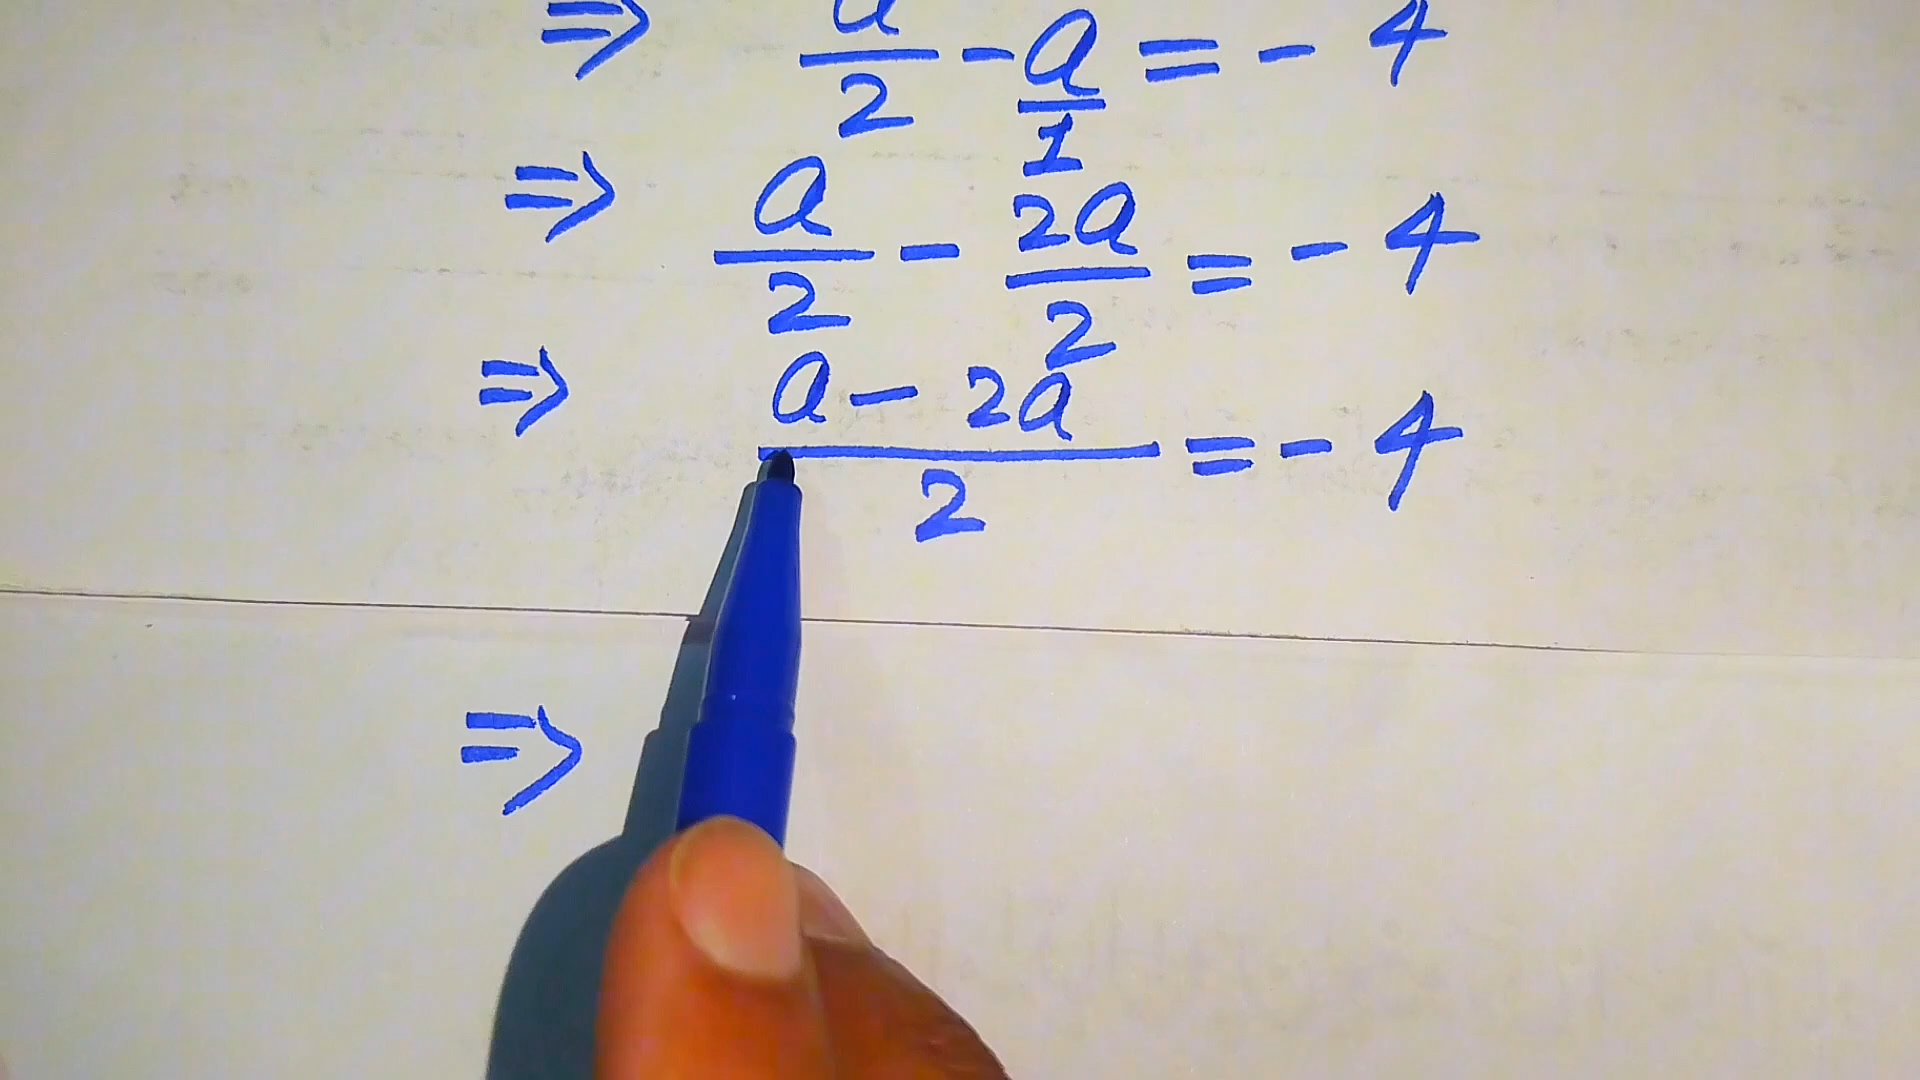 ⇒ a/2 - a/1 = - 4
⇒ a/2 - 2a/2 = - 4
⇒ (a - 2a)/2 = - 4
⇒